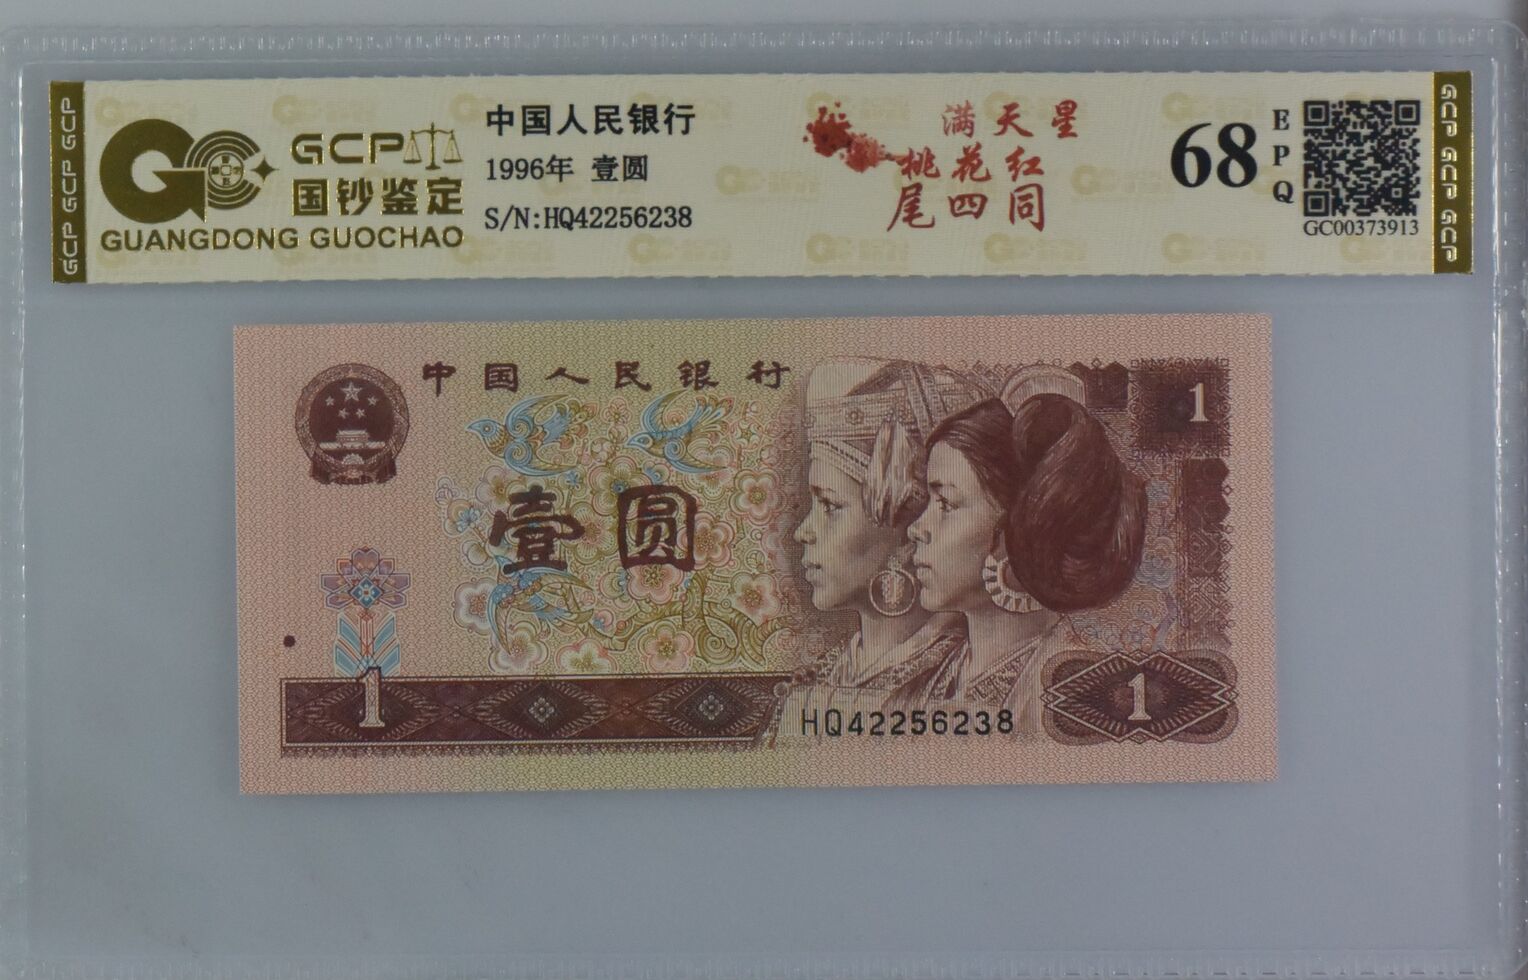 GCP GCP GCP
GCP
国钞鉴定
GUANGDONG GUOCHAO
中国人民银行
1996年 壹圆
S/N:HQ42256238
满天星
桃花红
尾四同
68
EPQ
GC00373913
GCP GCP GCP
中国人民银行
1
壹圆
1
HQ42256238
1